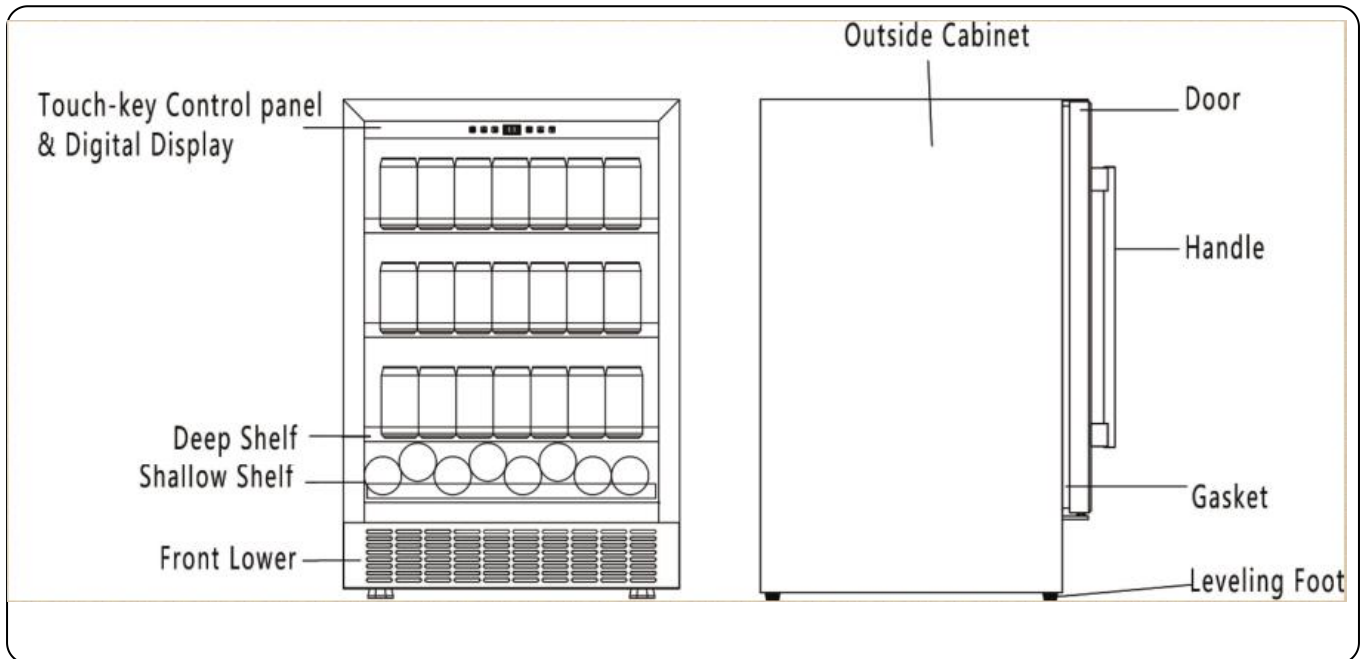 Touch-key Control panel
& Digital Display
Deep Shelf
Shallow Shelf
Front Lower
Outside Cabinet
Door
Handle
Gasket
Leveling Foot